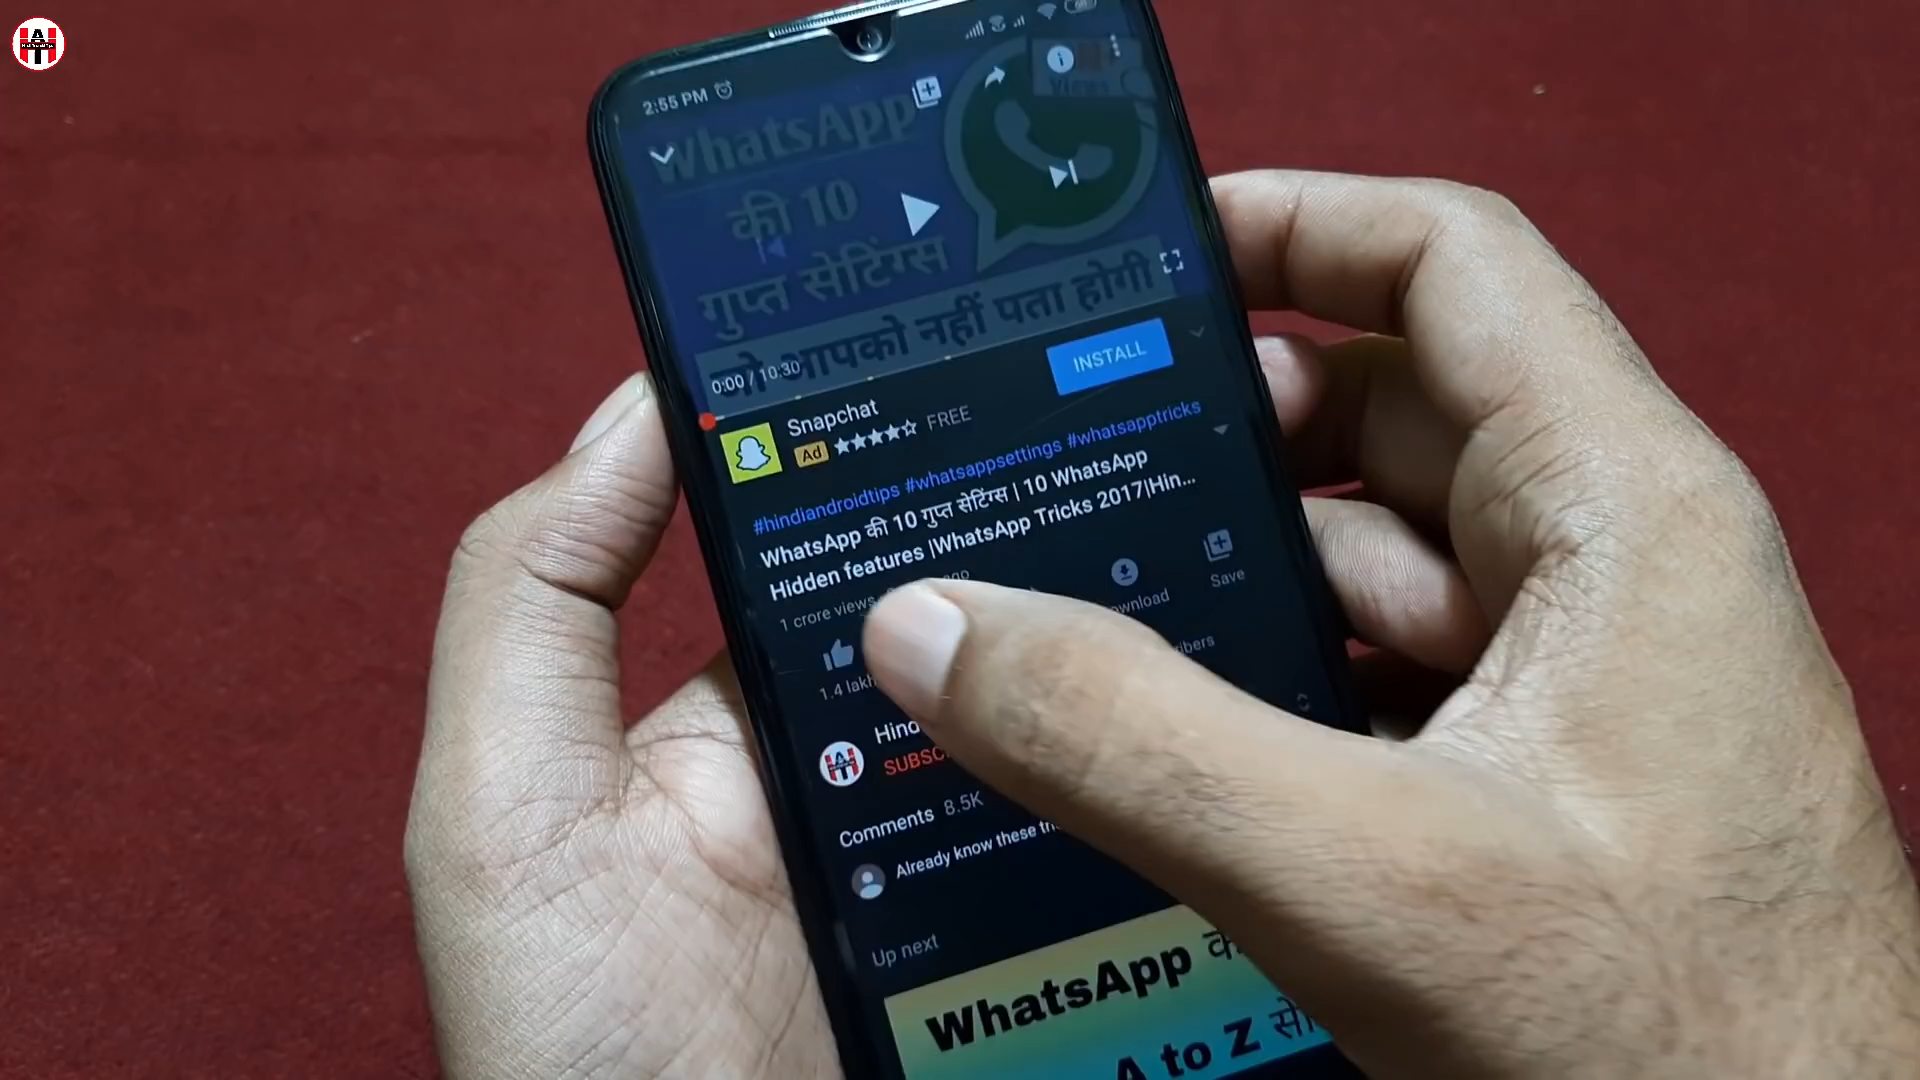 2:55 PM
Views
WhatsApp
की 10
गुप्त सेटिंग्स
जो आपको नहीं पता होगी
0:00 / 10:30
INSTALL
Snapchat
Ad FREE
#hindiandroidtips #whatsappsettings #whatsapptricks
WhatsApp की 10 गुप्त सेटिंग्स | 10 WhatsApp
Hidden features |WhatsApp Tricks 2017|Hin...
1 crore views
1.4 lakh
Save
Comments 8.5K
Already know these
Up next
WhatsApp
A to Z